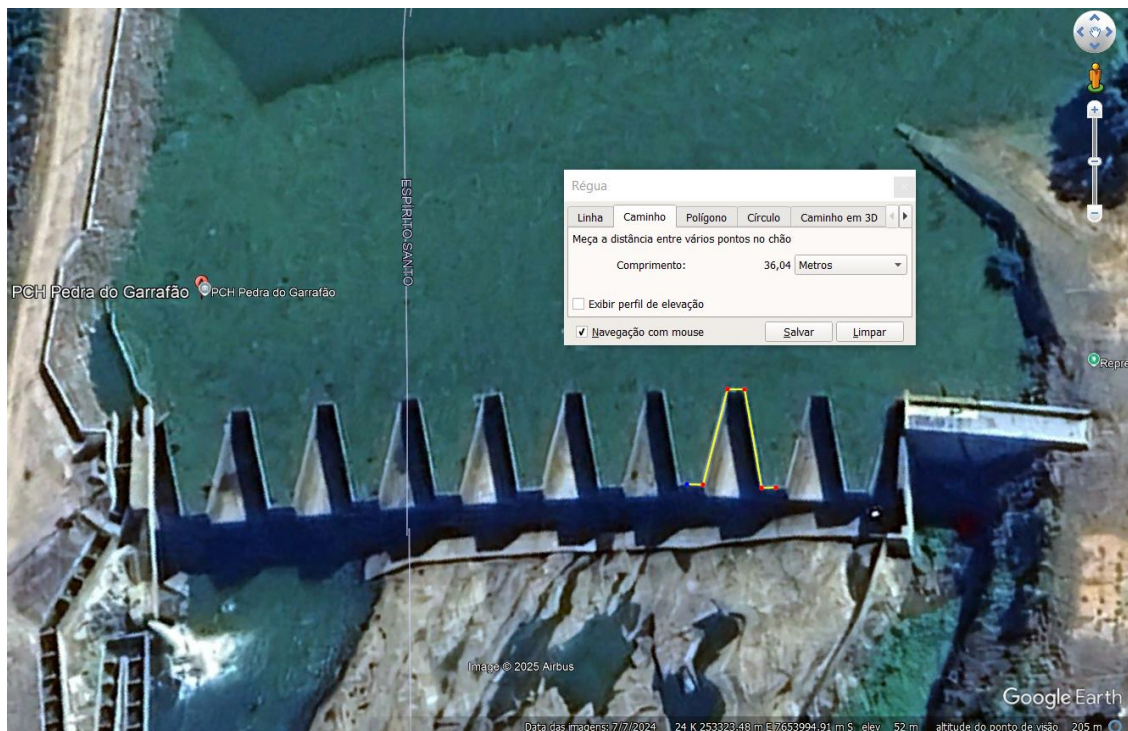 ESPÍRITO SANTO
Régua
Linha
Caminho
Polígono
Círculo
Caminho em 3D
Meça a distância entre vários pontos no chão
Comprimento:
36,04
Metros
Exibir perfil de elevação
Navegação com mouse
Salvar
Limpar
PCH Pedra do Garrafão
PCH Pedra do Garrafão
Repre
Image © 2025 Airbus
Google Earth
Data das imagens: 7/7/2024 24 K 253323.48 m E 7653994.91 m S elev 52 m altitude do ponto de visão 205 m